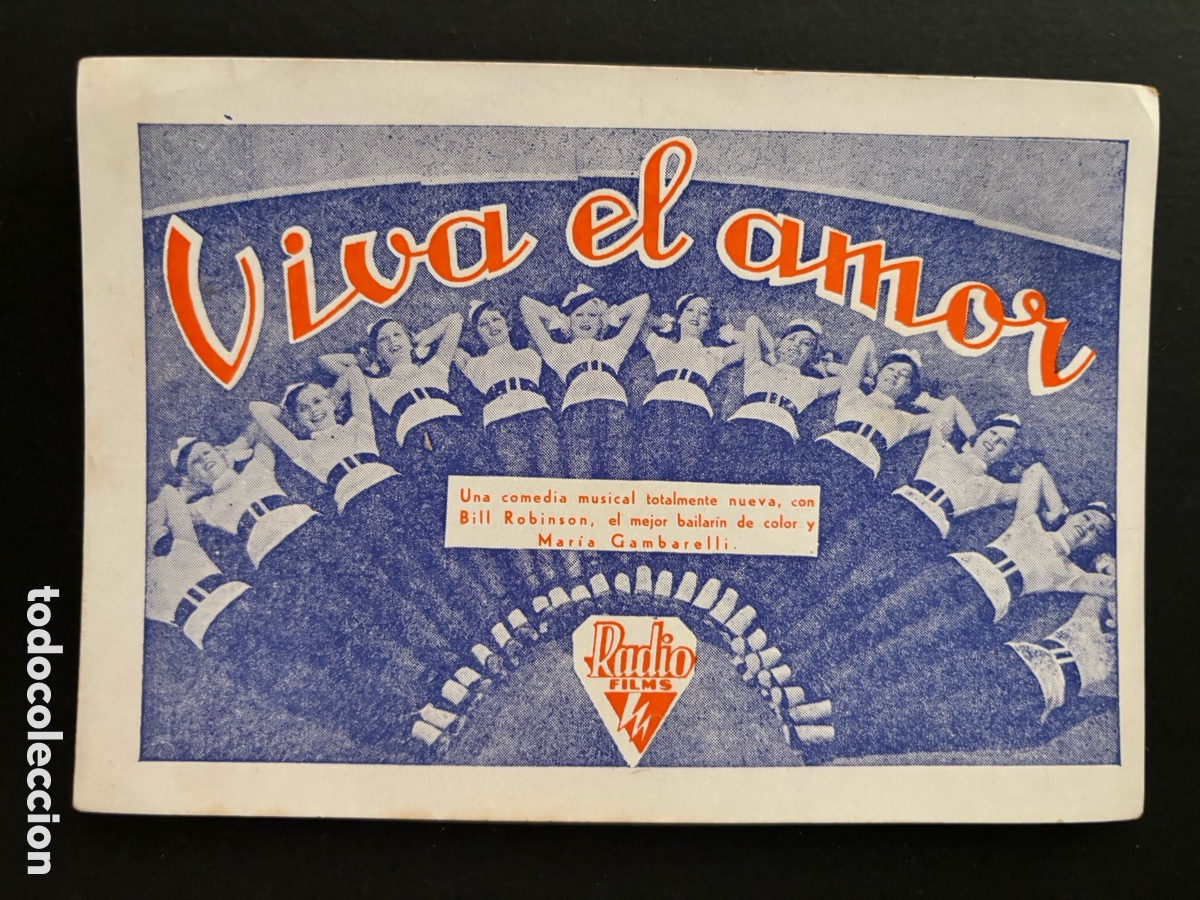 Viva el amor
Una comedia musical totalmente nueva, con
Bill Robinson, el mejor bailarín de color y
María Gambarelli.
Radio
FILMS
todocoleccion